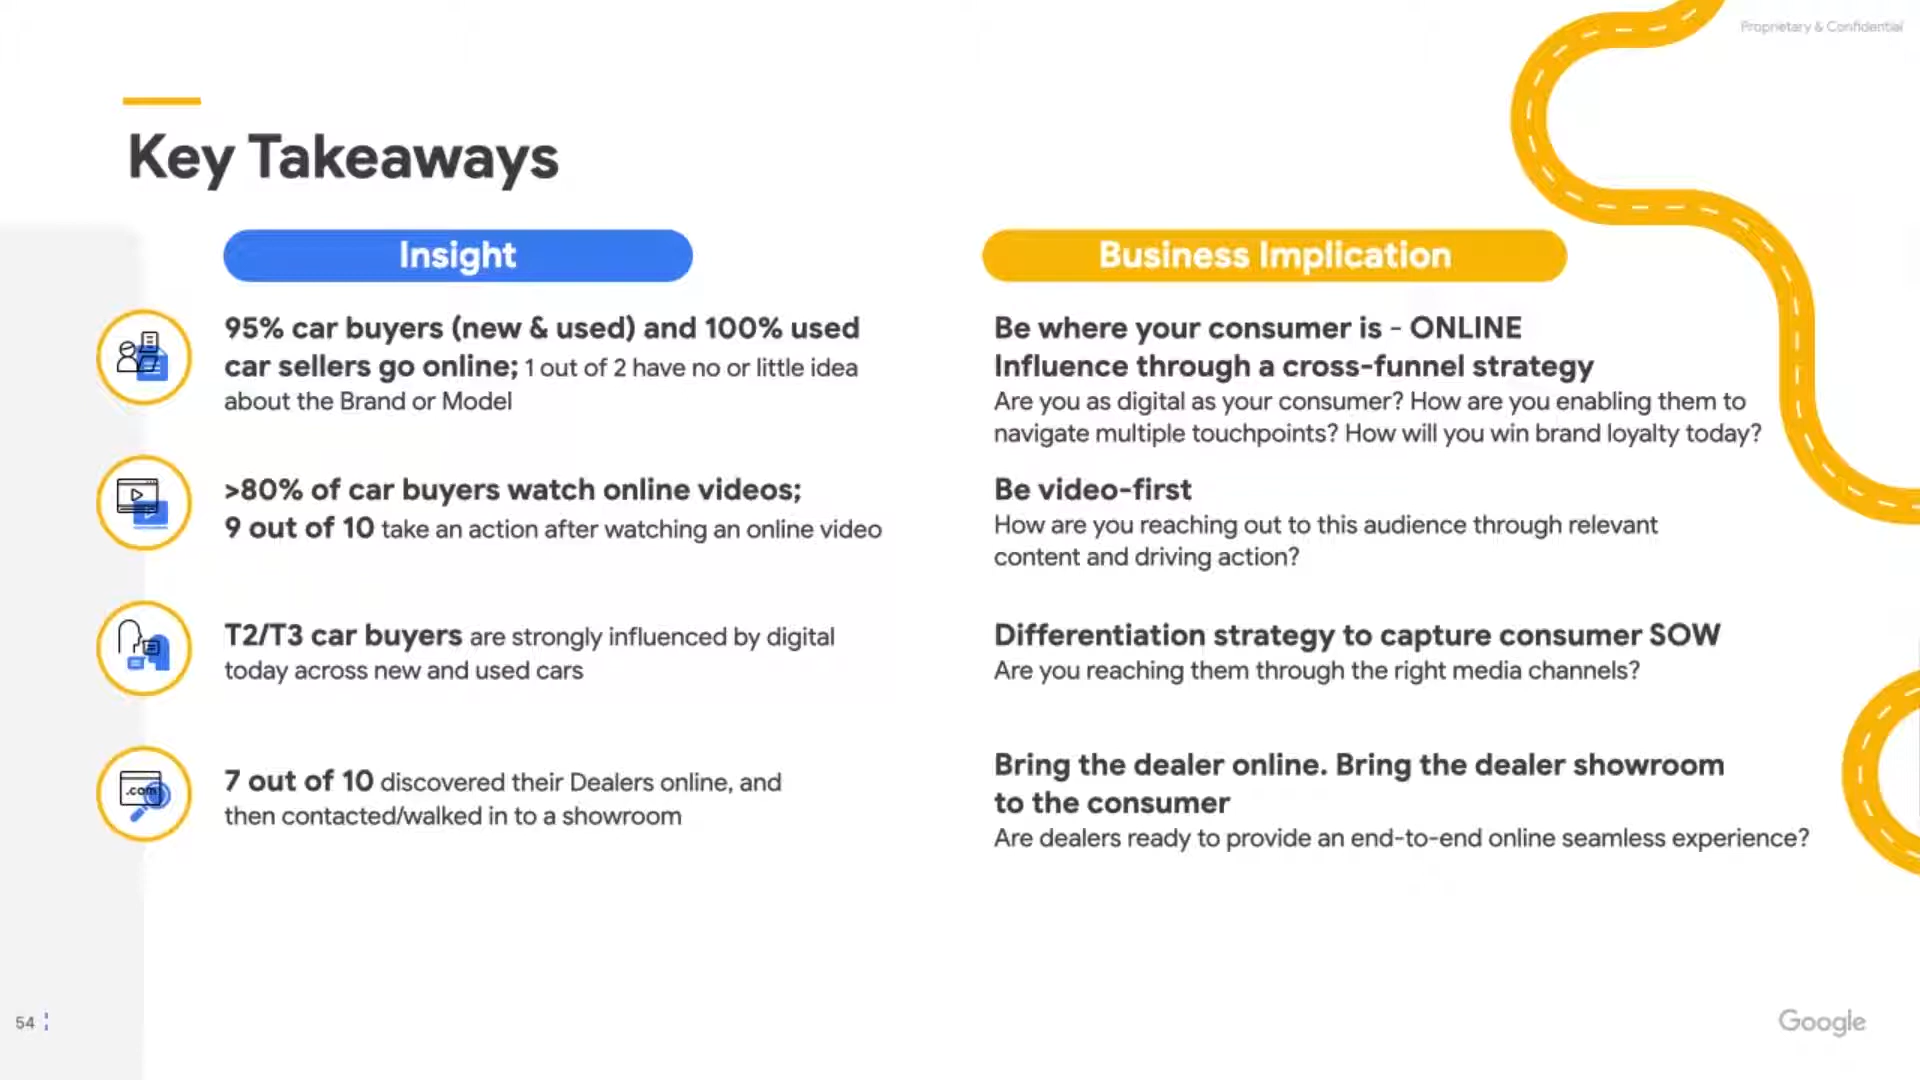 Proprietary & Confidential
Key Takeaways
Insight
Business Implication
95% car buyers (new & used) and 100% used
car sellers go online; 1 out of 2 have no or little idea
about the Brand or Model
Be where your consumer is - ONLINE
Influence through a cross-funnel strategy
Are you as digital as your consumer? How are you enabling them to
navigate multiple touchpoints? How will you win brand loyalty today?
>80% of car buyers watch online videos;
9 out of 10 take an action after watching an online video
Be video-first
How are you reaching out to this audience through relevant
content and driving action?
T2/T3 car buyers are strongly influenced by digital
today across new and used cars
Differentiation strategy to capture consumer SOW
Are you reaching them through the right media channels?
.com
7 out of 10 discovered their Dealers online, and
then contacted/walked in to a showroom
Bring the dealer online. Bring the dealer showroom
to the consumer
Are dealers ready to provide an end-to-end online seamless experience?
54
Google